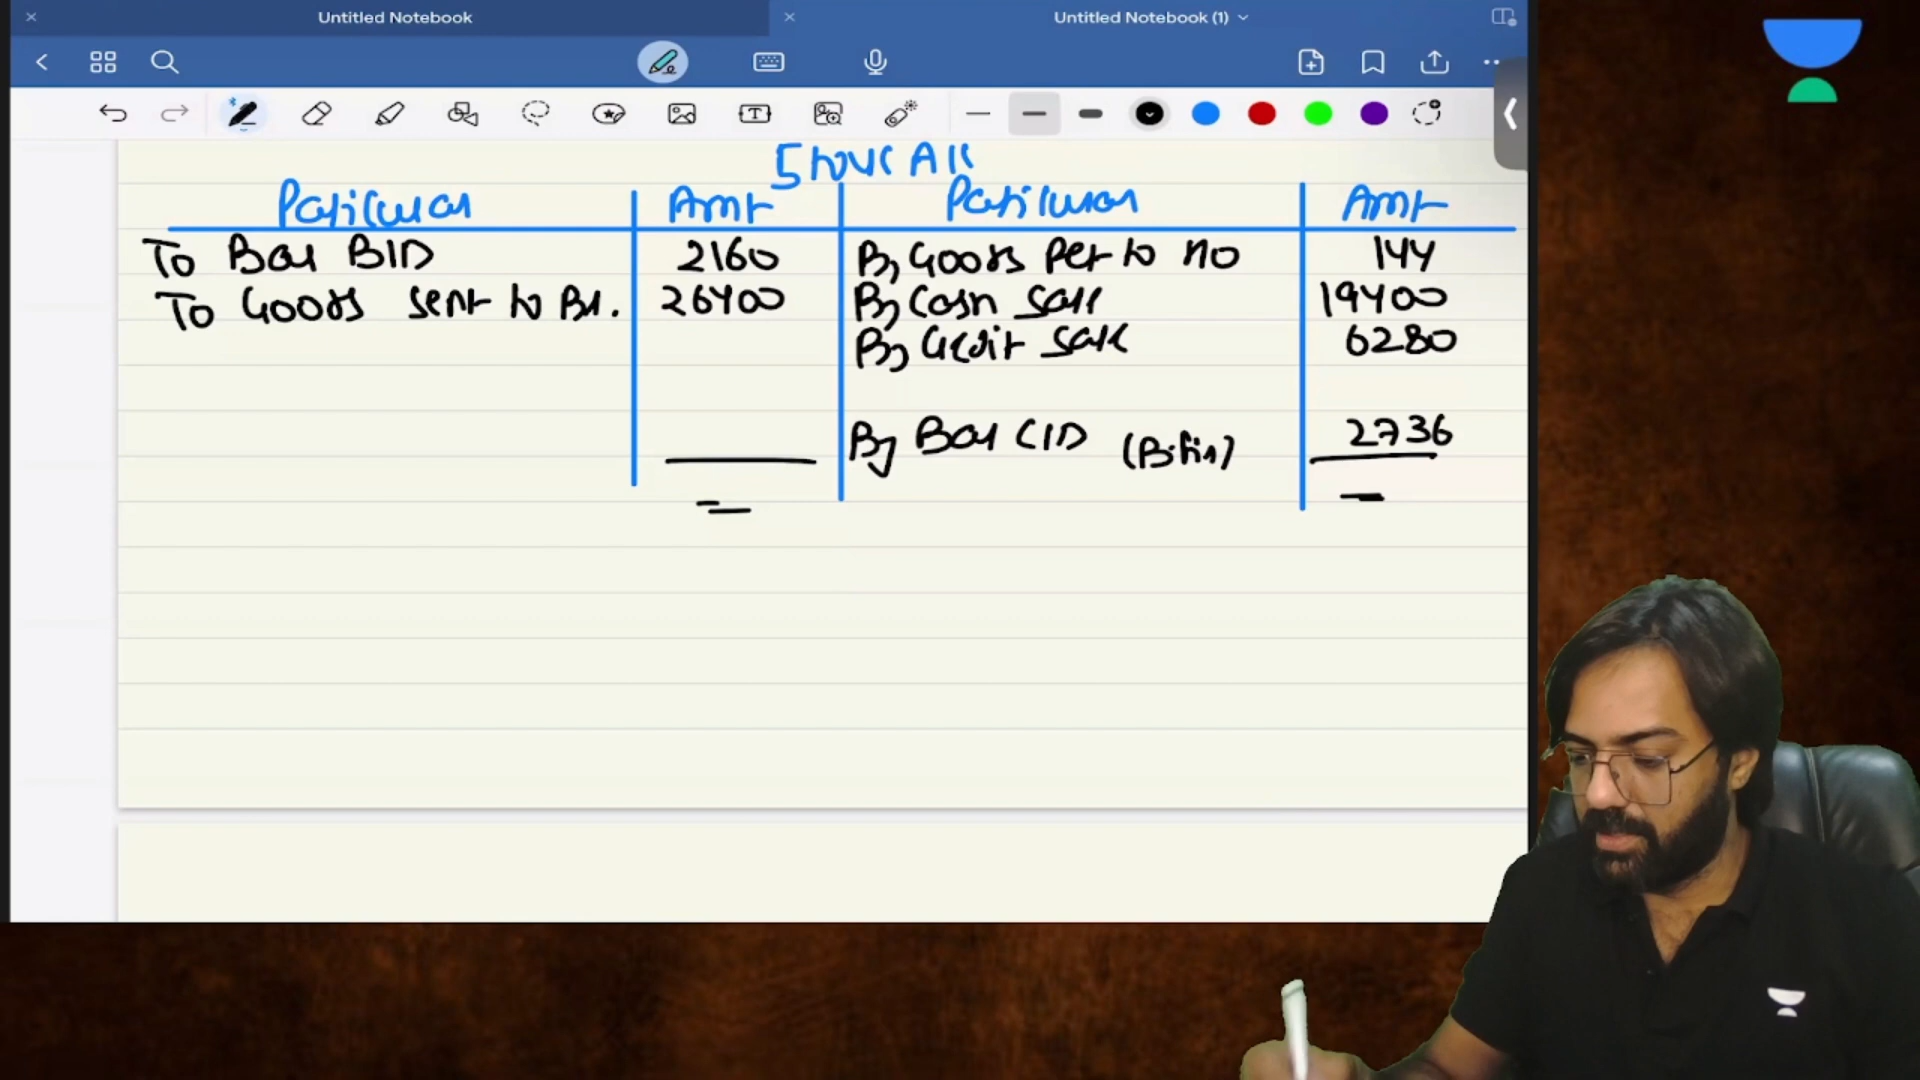 Untitled Notebook
Untitled Notebook (1)
Stock A/c
Particular Amt Particular Amt
To Bal B/D 2160 By Goods Ret to HO 144
To Goods sent to Br. 26400 By Cash Sale 19400
By Credit Sale 6280
By Bal C/D (B.fig) 2736